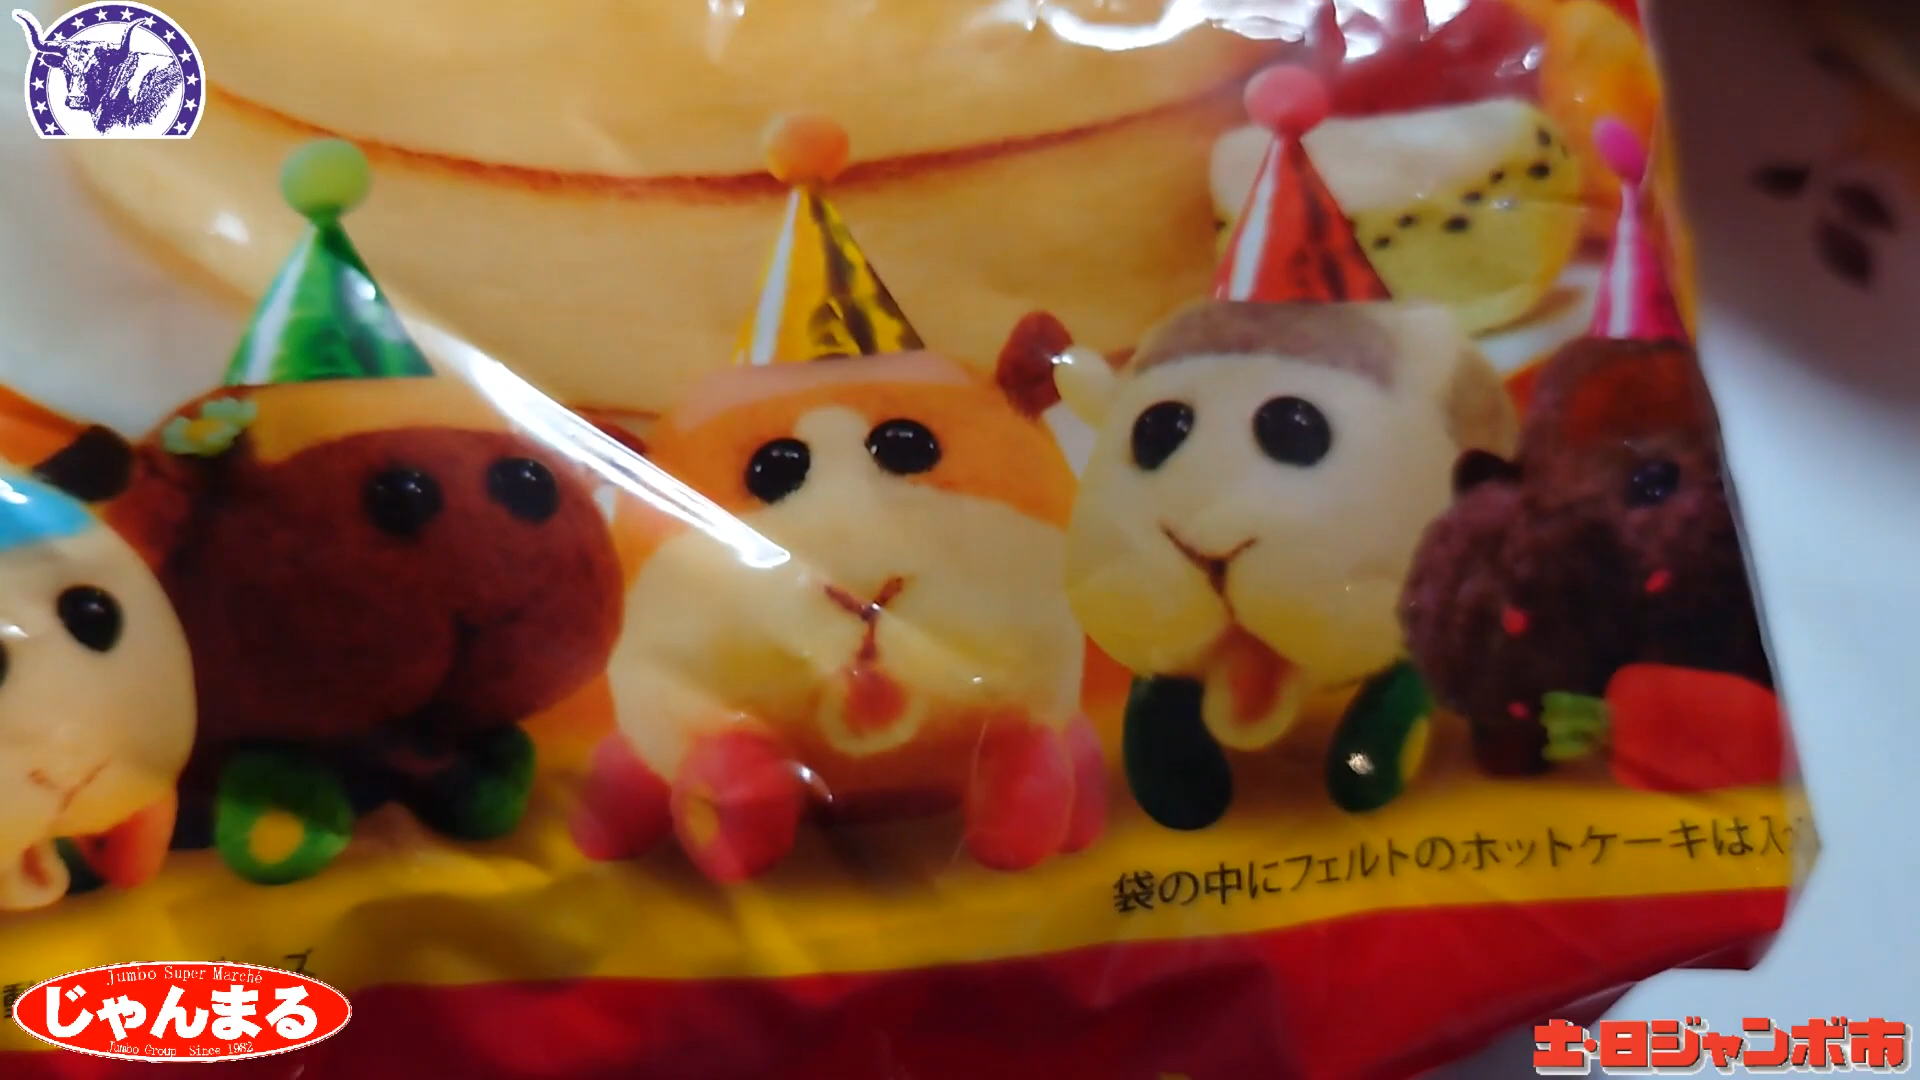 袋の中にフェルトのホットケーキは入
ズ
Jumbo Super Marché
じゃんまる
Jumbo Group Since 1982
土・日ジャンボ市